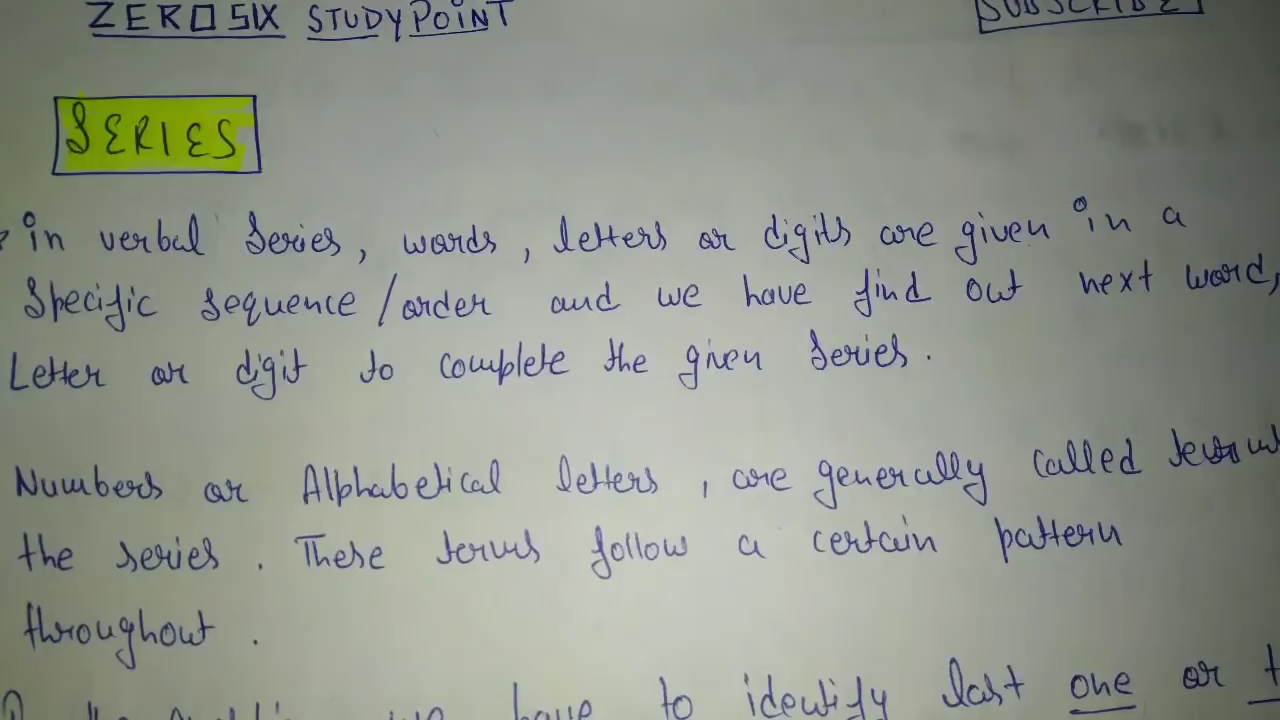 ZERO SIX STUDY POINT
SUBSCRIBE
SERIES
in verbal series, words, letters or digits are given in a
specific sequence/order and we have find out next word,
Letter or digit to complete the given series.
Numbers or Alphabetical letters, are generally called terms
the series. These terms follow a certain pattern
throughout.
have to identify last one or